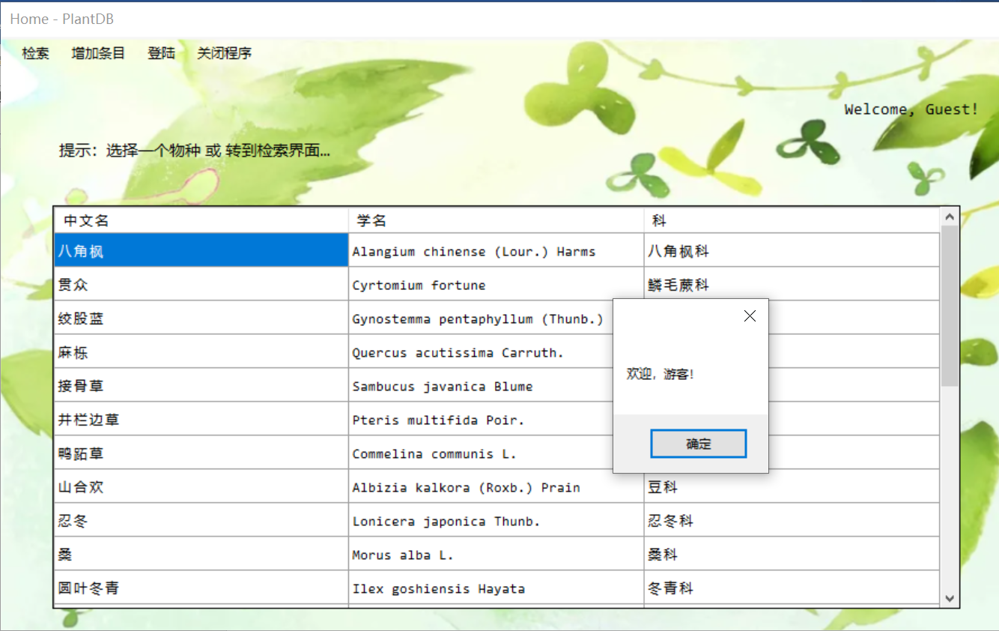 Home - PlantDB
检索 增加条目 登陆 关闭程序
Welcome, Guest!
提示：选择一个物种 或 转到检索界面...
中文名 学名 科
八角枫 Alangium chinense (Lour.) Harms 八角枫科
贯众 Cyrtomium fortune 鳞毛蕨科
绞股蓝 Gynostemma pentaphyllum (Thunb.)
麻栎 Quercus acutissima Carruth.
欢迎，游客!
接骨草 Sambucus javanica Blume
井栏边草 Pteris multifida Poir.
确定
鸭跖草 Commelina communis L.
山合欢 Albizia kalkora (Roxb.) Prain 豆科
忍冬 Lonicera japonica Thunb. 忍冬科
桑 Morus alba L. 桑科
圆叶冬青 Ilex goshiensis Hayata 冬青科